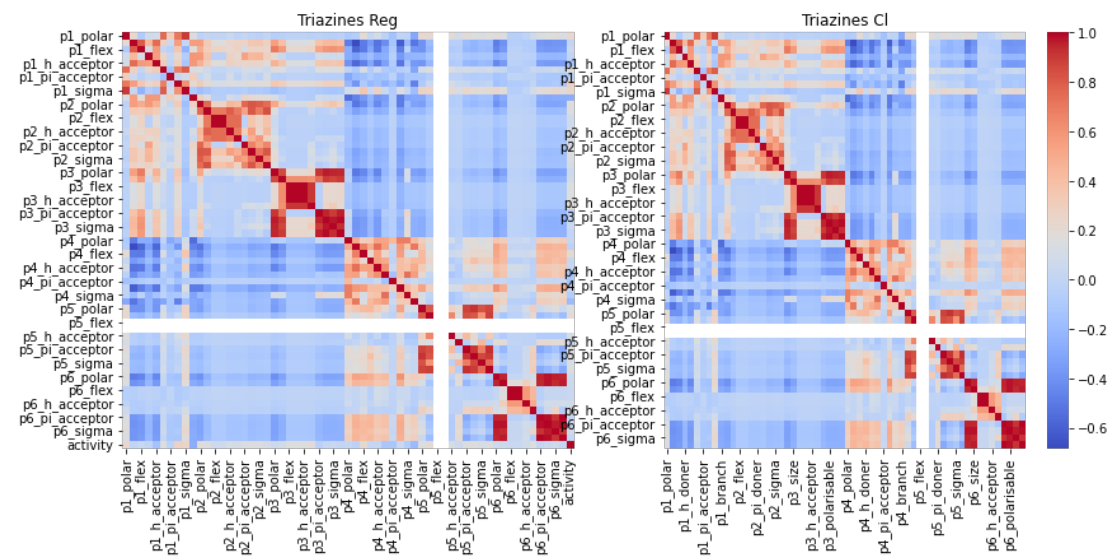 Triazines Reg
p1_polar
p1_flex
p1_h_acceptor
p1_pi_acceptor
p1_sigma
p2_polar
p2_flex
p2_h_acceptor
p2_pi_acceptor
p2_sigma
p3_polar
p3_flex
p3_h_acceptor
p3_pi_acceptor
p3_sigma
p4_polar
p4_flex
p4_h_acceptor
p4_pi_acceptor
p4_sigma
p5_polar
p5_flex
p5_h_acceptor
p5_pi_acceptor
p5_sigma
p6_polar
p6_flex
p6_h_acceptor
p6_pi_acceptor
p6_sigma
activity
p1_polar
p1_flex
p1_h_acceptor
p1_pi_acceptor
p1_sigma
p2_polar
p2_flex
p2_h_acceptor
p2_pi_acceptor
p2_sigma
p3_polar
p3_flex
p3_h_acceptor
p3_pi_acceptor
p3_sigma
p4_polar
p4_flex
p4_h_acceptor
p4_pi_acceptor
p4_sigma
p5_polar
p5_flex
p5_h_acceptor
p5_pi_acceptor
p5_sigma
p6_polar
p6_flex
p6_h_acceptor
p6_pi_acceptor
p6_sigma
activity
Triazines Cl
p1_polar
p1_flex
p1_h_acceptor
p1_pi_acceptor
p1_sigma
p2_polar
p2_flex
p2_h_acceptor
p2_pi_acceptor
p2_sigma
p3_polar
p3_flex
p3_h_acceptor
p3_pi_acceptor
p3_sigma
p4_polar
p4_flex
p4_h_acceptor
p4_pi_acceptor
p4_sigma
p5_polar
p5_flex
p5_h_acceptor
p5_pi_acceptor
p5_sigma
p6_polar
p6_flex
p6_h_acceptor
p6_pi_acceptor
p6_sigma
p1_polar
p1_h_doner
p1_pi_acceptor
p1_branch
p2_flex
p2_pi_doner
p2_sigma
p3_size
p3_h_acceptor
p3_polarisable
p4_polar
p4_h_doner
p4_pi_acceptor
p4_branch
p5_flex
p5_pi_doner
p5_sigma
p6_size
p6_h_acceptor
p6_polarisable
1.0
0.8
0.6
0.4
0.2
0.0
−0.2
−0.4
−0.6